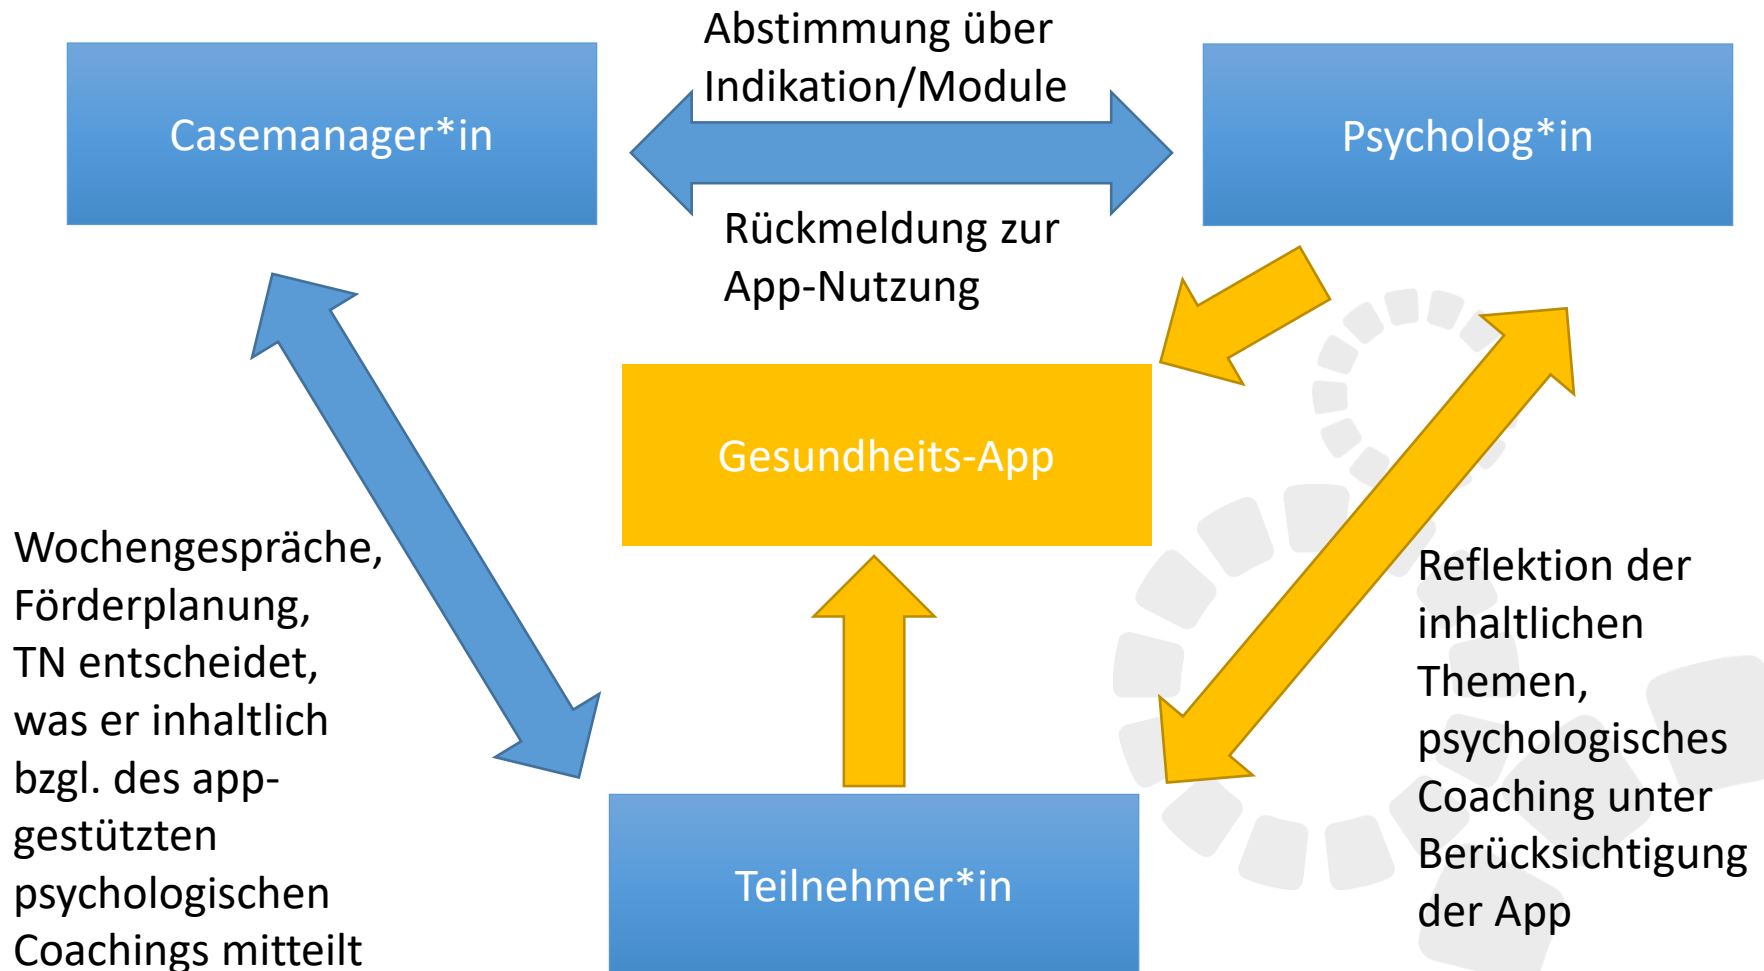 Abstimmung über
Indikation/Module
Casemanager*in
Psycholog*in
Rückmeldung zur
App-Nutzung
Gesundheits-App
Wochengespräche,
Förderplanung,
TN entscheidet,
was er inhaltlich
bzgl. des app-
gestützten
psychologischen
Coachings mitteilt
Reflektion der
inhaltlichen
Themen,
psychologisches
Coaching unter
Berücksichtigung
der App
Teilnehmer*in